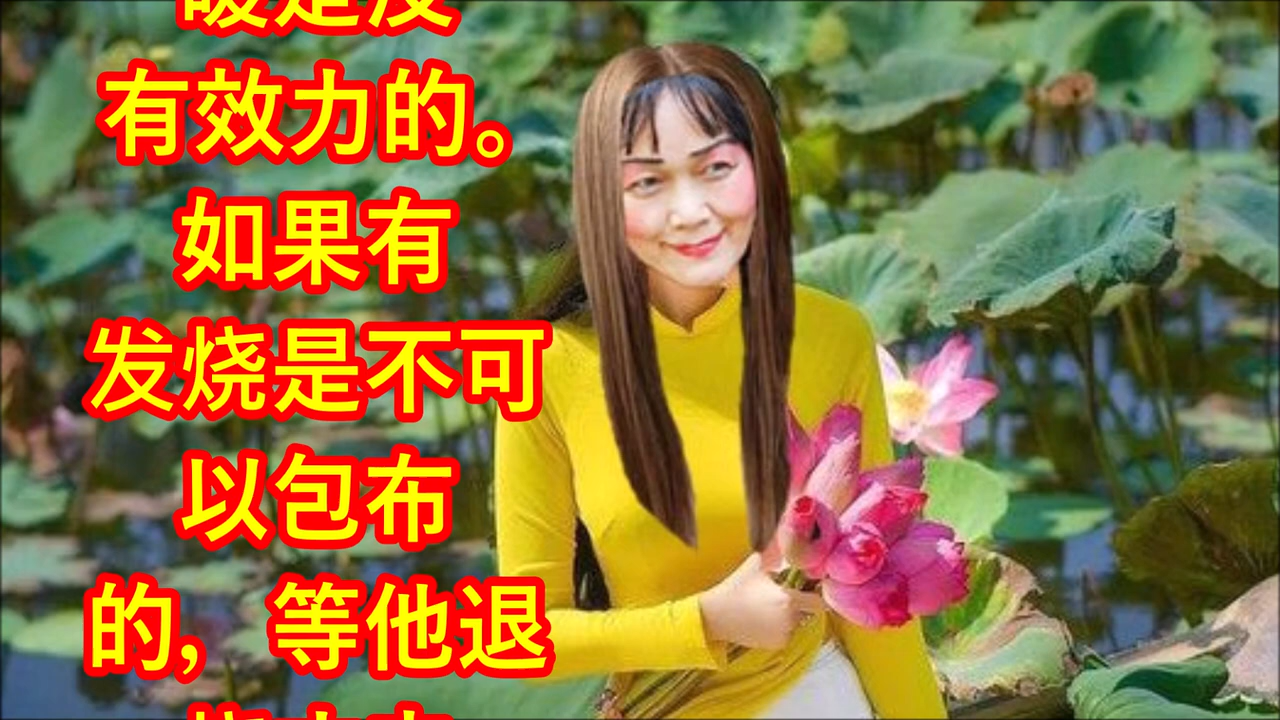 暖是没
有效力的。
如果有
发烧是不可
以包布
的，等他退